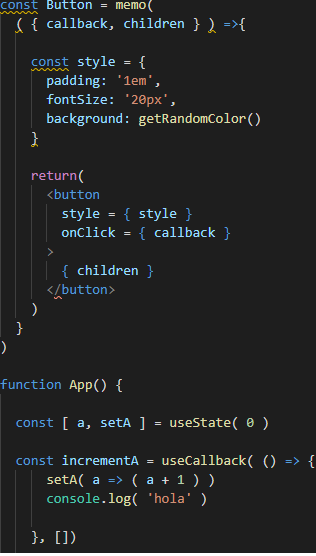 const Button = memo(
( { callback, children } ) =>{
const style = {
padding: '1em',
fontSize: '20px',
background: getRandomColor()
}
return(
<button
style = { style }
onClick = { callback }
>
{ children }
</button>
)
}
)
function App() {
const [ a, setA ] = useState( 0 )
const incrementA = useCallback( () => {
setA( a => ( a + 1 ) )
console.log( 'hola' )
}, [])